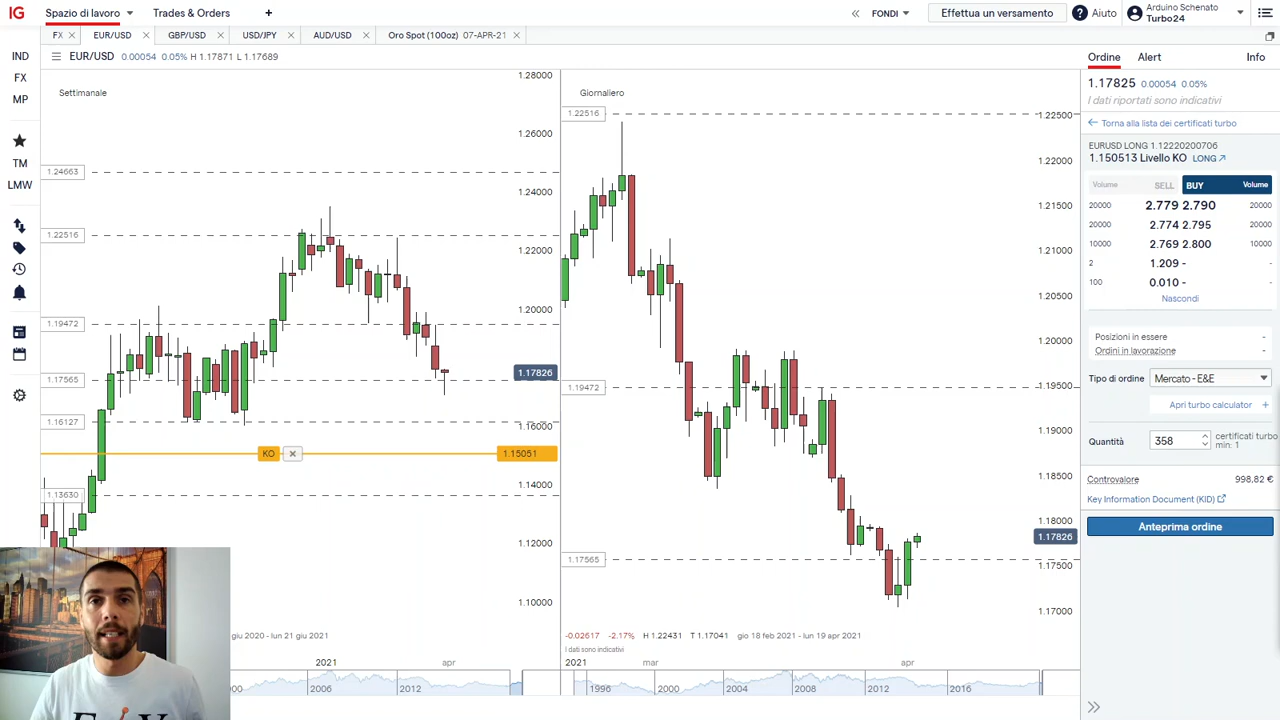 IG Spazio di lavoro Trades & Orders + « FONDI Effettua un versamento ? Aiuto Arduino Schenato
Turbo24
FX × EUR/USD × GBP/USD × USD/JPY × AUD/USD × Oro Spot (100oz) 07-APR-21 ×
IND
FX
MP
TM
LMW
EUR/USD 0.00054 0.05% H 1.17871 L 1.17689
Settimanale
1.28000
1.26000
1.24663
1.24000
1.22516
1.22000
1.20000
1.19472
1.17826
1.17565
1.16127
1.16000
KO × 1.15051
1.14000
1.13630
1.12000
1.10000
giu 2020 - lun 21 giu 2021
2021 apr
000 2006 2012
Giornaliero
1.22516
1.22500
1.22000
1.21500
1.21000
1.20500
1.20000
1.19500
1.19472
1.19000
1.18500
1.18000
1.17826
1.17565
1.17500
1.17000
-0.02617 -2.17% H 1.22431 T 1.17041 gio 18 feb 2021 - lun 19 apr 2021
I dati sono indicativi
2021 mar apr
1996 2000 2004 2008 2012 2016
Ordine Alert Info
1.17825 0.00054 0.05%
I dati riportati sono indicativi
Torna alla lista dei certificati turbo
EURUSD LONG 1.12220200706
1.150513 Livello KO LONG
Volume SELL BUY Volume
20000 2.779 2.790 20000
20000 2.774 2.795 20000
10000 2.769 2.800 10000
2 1.209 - -
100 0.010 - -
Nascondi
Posizioni in essere -
Ordini in lavorazione -
Tipo di ordine Mercato - E&E
Apri turbo calculator +
Quantità 358 certificati turbo
min: 1
Controvalore 998.82 €
Key Information Document (KID)
Anteprima ordine
»